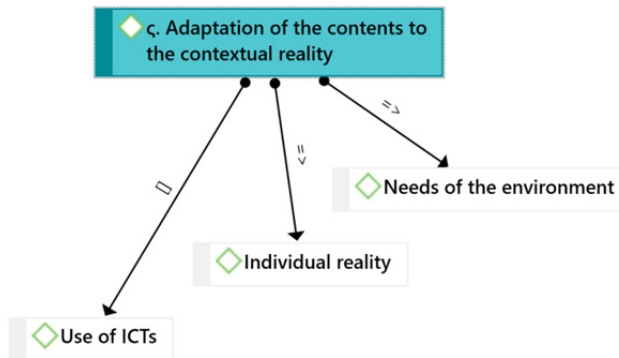 ς. Adaptation of the contents to
the contextual reality
=>
<=
[]
Needs of the environment
Individual reality
Use of ICTs